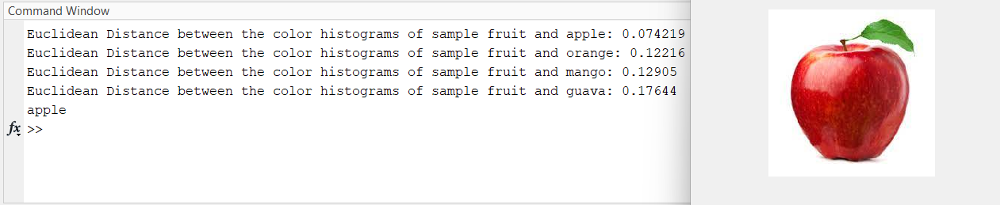 Command Window
Euclidean Distance between the color histograms of sample fruit and apple: 0.074219
Euclidean Distance between the color histograms of sample fruit and orange: 0.12216
Euclidean Distance between the color histograms of sample fruit and mango: 0.12905
Euclidean Distance between the color histograms of sample fruit and guava: 0.17644
apple
fx >>